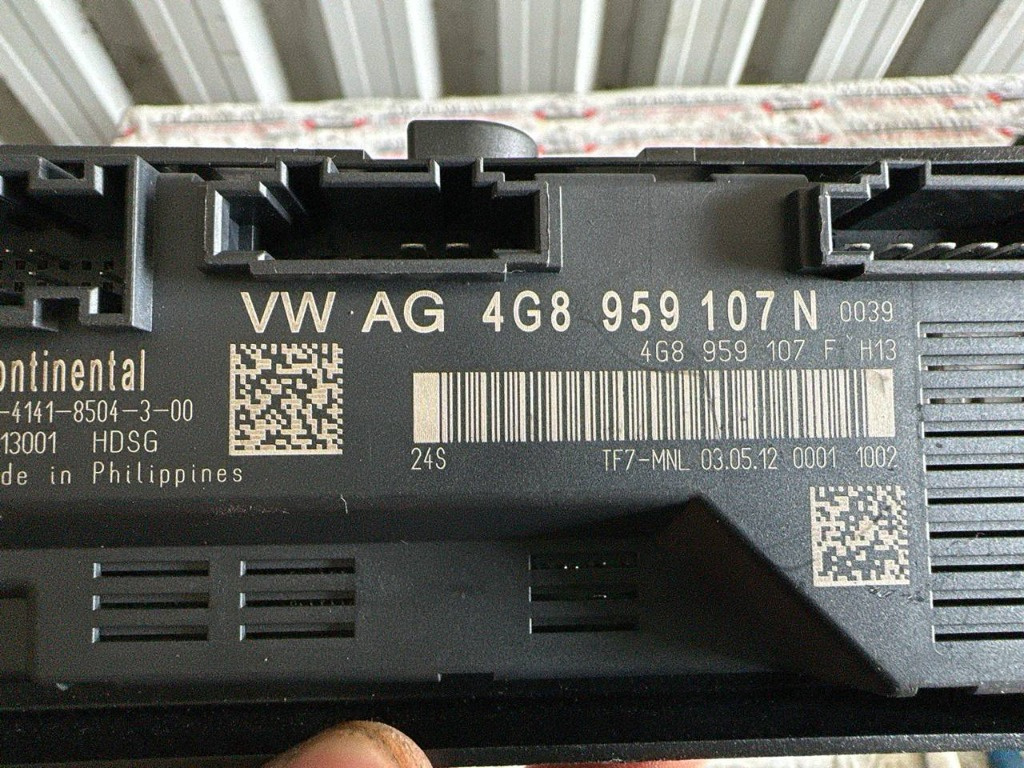 VW AG 4G8 959 107 N 0039
4G8 959 107 F H13
ontinental
-4141-8504-3-00
13001 HDSG
de in Philippines
24S TF7-MNL 03.05.12 0001 1002